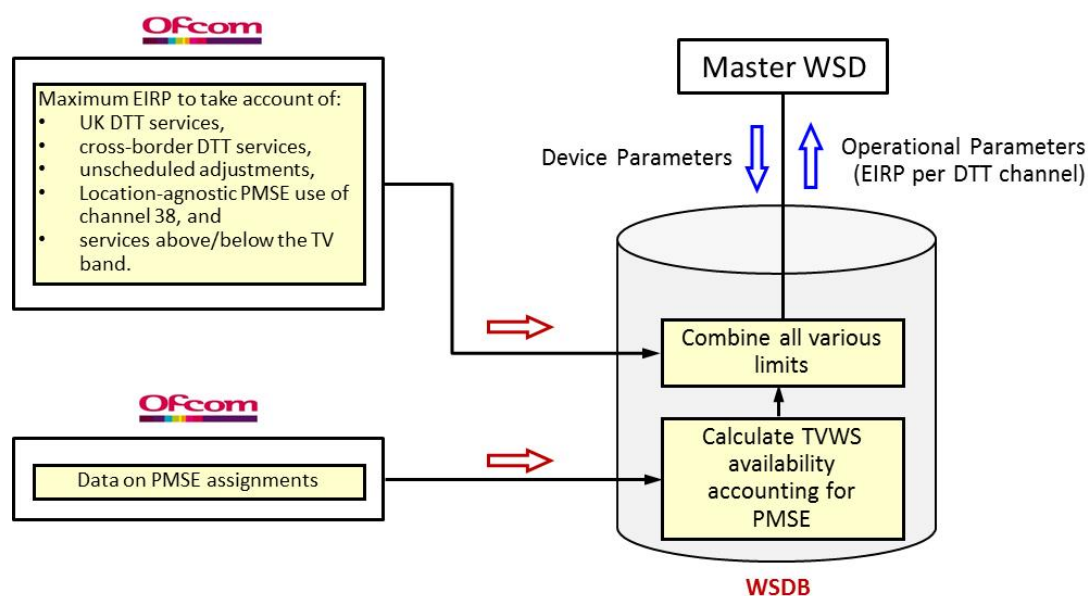 Ofcom
Maximum EIRP to take account of:
• UK DTT services,
• cross-border DTT services,
• unscheduled adjustments,
• Location-agnostic PMSE use of
channel 38, and
• services above/below the TV
band.
Ofcom
Data on PMSE assignments
Master WSD
Device Parameters
Operational Parameters
(EIRP per DTT channel)
Combine all various
limits
Calculate TVWS
availability
accounting for
PMSE
WSDB